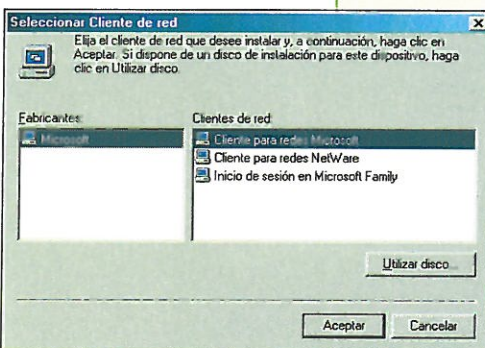 Seleccionar Cliente de red
Elija el cliente de red que desee instalar y, a continuación, haga clic en
Aceptar. Si dispone de un disco de instalación para este dispositivo, haga
clic en Utilizar disco.
Fabricantes:
Microsoft
Clientes de red:
Cliente para redes Microsoft
Cliente para redes NetWare
Inicio de sesión en Microsoft Family
Utilizar disco...
Aceptar
Cancelar